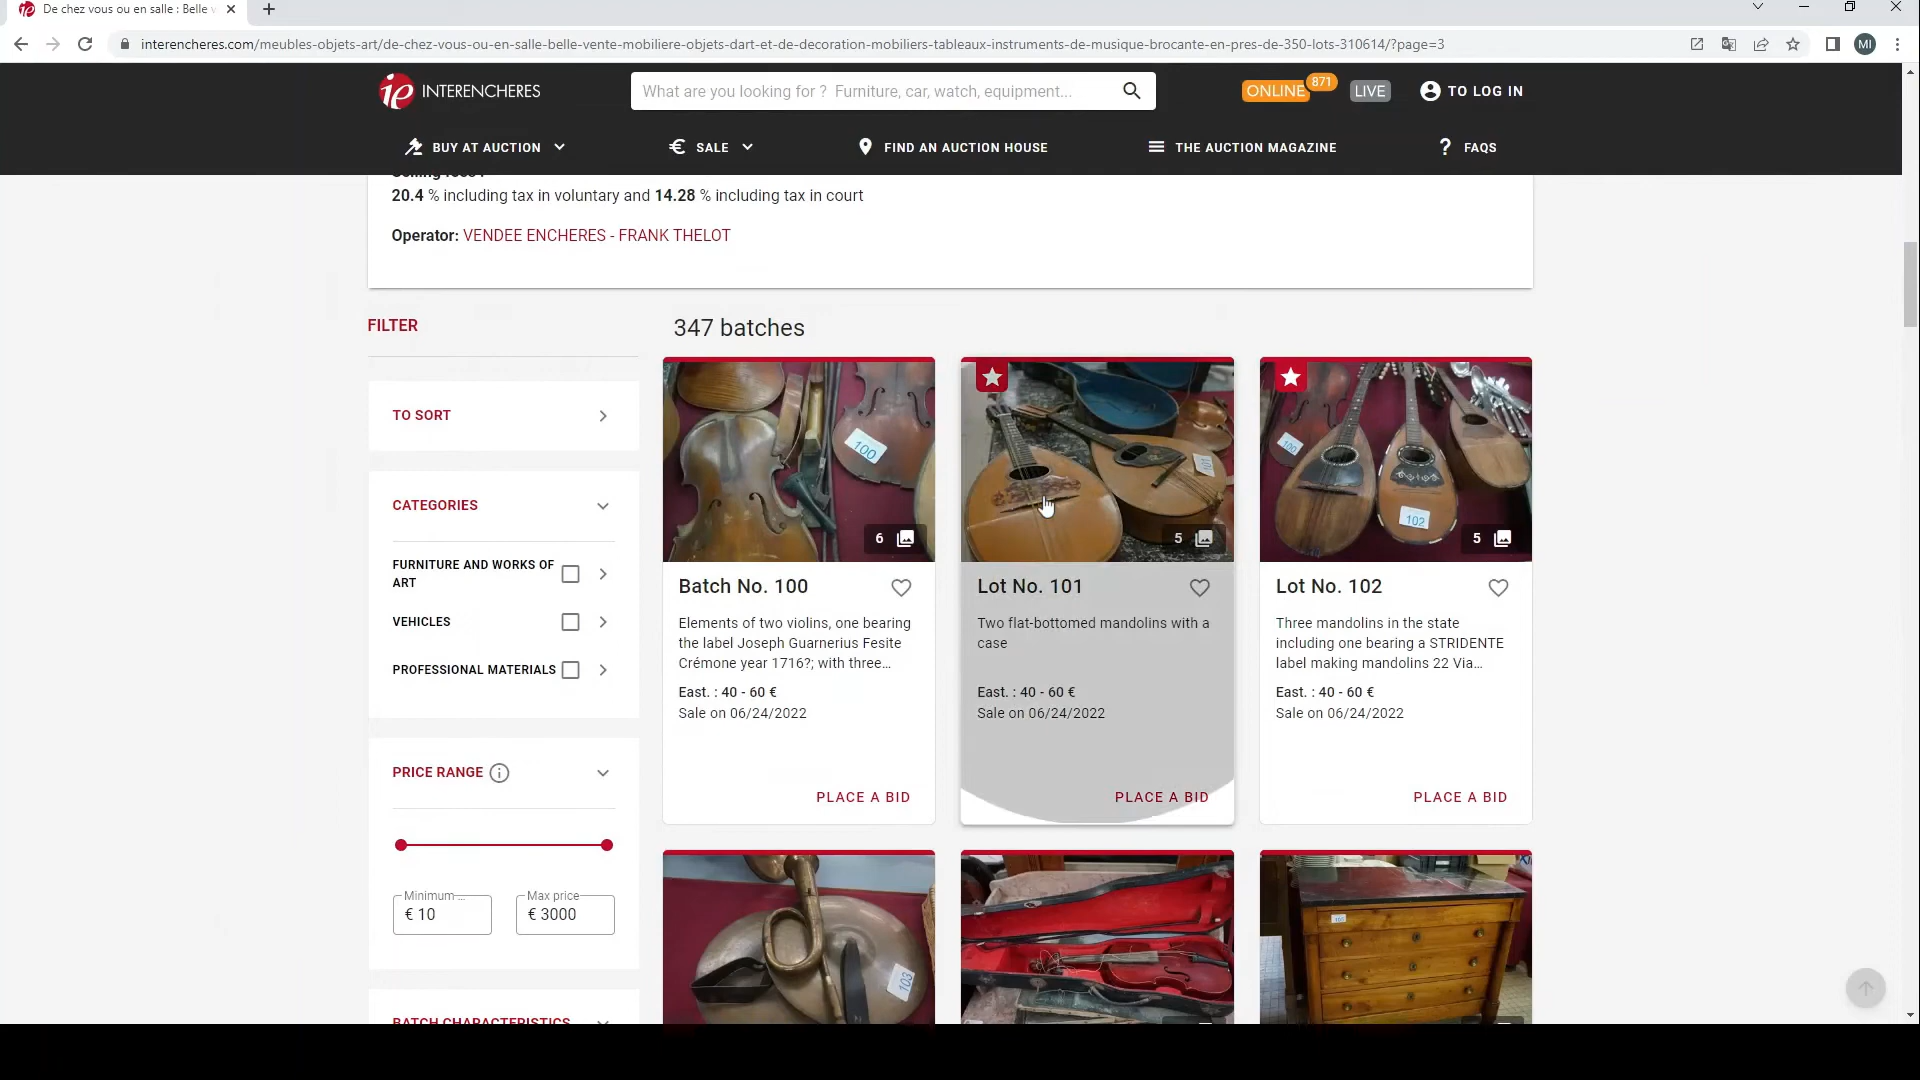 De chez vous ou en salle : Belle v
interencheres.com/meubles-objets-art/de-chez-vous-ou-en-salle-belle-vente-mobiliere-objets-dart-et-de-decoration-mobiliers-tableaux-instruments-de-musique-brocante-en-pres-de-350-lots-310614/?page=3
MI
ie INTERENCHERES
What are you looking for ? Furniture, car, watch, equipment...
ONLINE 871
LIVE
TO LOG IN
BUY AT AUCTION
€ SALE
FIND AN AUCTION HOUSE
THE AUCTION MAGAZINE
? FAQS
20.4 % including tax in voluntary and 14.28 % including tax in court
Operator: VENDEE ENCHERES - FRANK THELOT
FILTER
347 batches
TO SORT
CATEGORIES
FURNITURE AND WORKS OF
ART
VEHICLES
PROFESSIONAL MATERIALS
PRICE RANGE
Minimum ...
€ 10
Max price
€ 3000
BATCH CHARACTERISTICS
100
6
Batch No. 100
Elements of two violins, one bearing
the label Joseph Guarnerius Fesite
Crémone year 1716?; with three...
East. : 40 - 60 €
Sale on 06/24/2022
PLACE A BID
101
5
Lot No. 101
Two flat-bottomed mandolins with a
case
East. : 40 - 60 €
Sale on 06/24/2022
PLACE A BID
100
102
5
Lot No. 102
Three mandolins in the state
including one bearing a STRIDENTE
label making mandolins 22 Via...
East. : 40 - 60 €
Sale on 06/24/2022
PLACE A BID
103